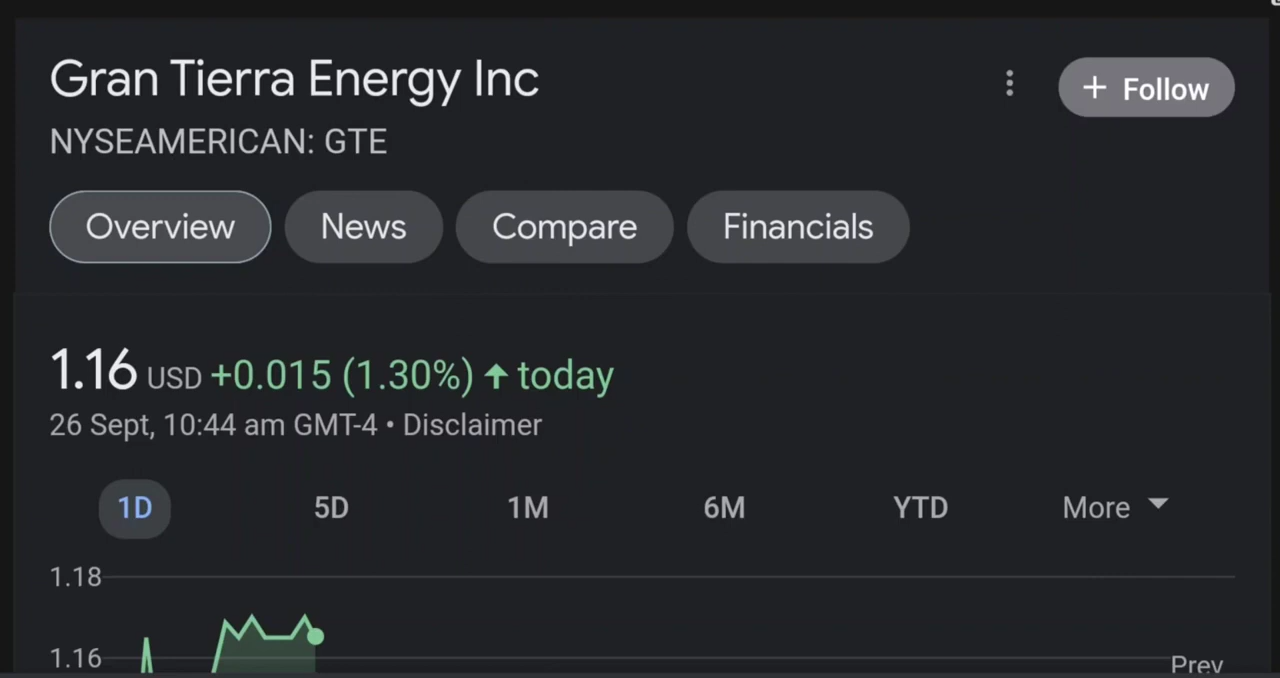 Gran Tierra Energy Inc
+ Follow
NYSEAMERICAN: GTE
Overview News Compare Financials
1.16 USD +0.015 (1.30%) ↑ today
26 Sept, 10:44 am GMT-4 • Disclaimer
1D 5D 1M 6M YTD More
1.18
1.16
Prev